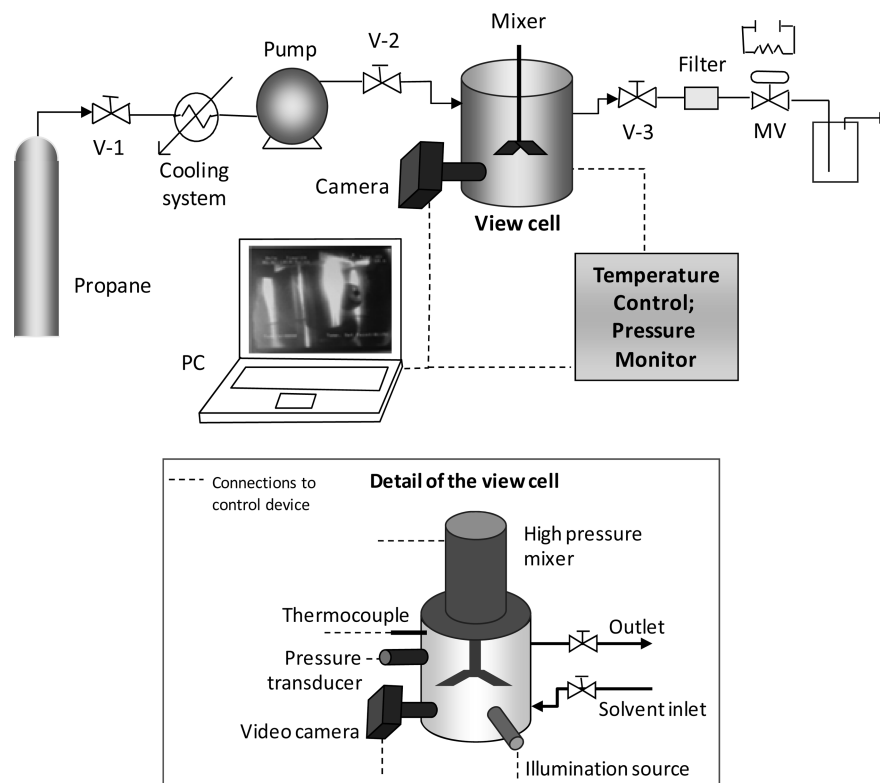 Mixer
Pump
V-2
Filter
V-1
V-3
MV
Cooling
system
Camera
View cell
Propane
Temperature
Control;
Pressure
Monitor
PC
Connections to
control device
Detail of the view cell
High pressure
mixer
Thermocouple
Outlet
Pressure
transducer
Solvent inlet
Video camera
Illumination source